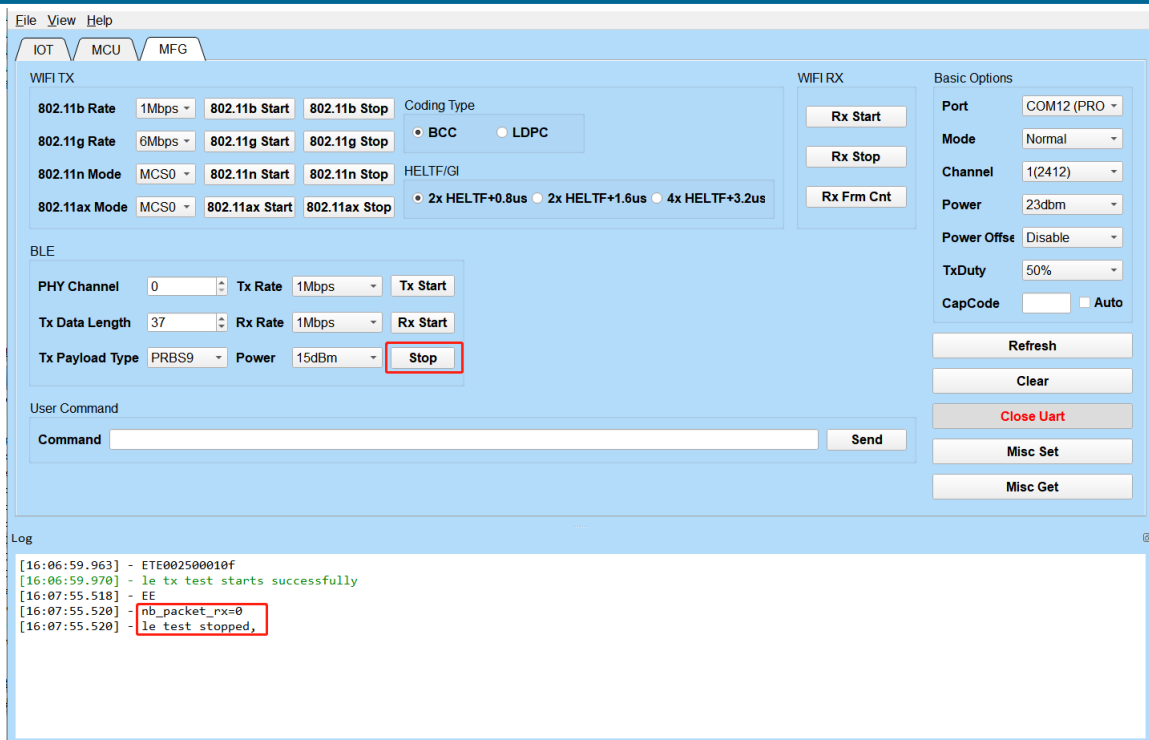 File View Help
IOT MCU MFG
WIFI TX
802.11b Rate 1Mbps 802.11b Start 802.11b Stop
802.11g Rate 6Mbps 802.11g Start 802.11g Stop
802.11n Mode MCS0 802.11n Start 802.11n Stop
802.11ax Mode MCS0 802.11ax Start 802.11ax Stop
Coding Type
BCC LDPC
HELTF/GI
2x HELTF+0.8us 2x HELTF+1.6us 4x HELTF+3.2us
WIFI RX
Rx Start
Rx Stop
Rx Frm Cnt
Basic Options
Port COM12 (PRO
Mode Normal
Channel 1(2412)
Power 23dbm
Power Offse Disable
TxDuty 50%
CapCode Auto
Refresh
Clear
Close Uart
Misc Set
Misc Get
BLE
PHY Channel 0 Tx Rate 1Mbps Tx Start
Tx Data Length 37 Rx Rate 1Mbps Rx Start
Tx Payload Type PRBS9 Power 15dBm Stop
User Command
Command Send
Log
[16:06:59.963] - ETE002500010f
[16:06:59.970] - le tx test starts successfully
[16:07:55.518] - EE
[16:07:55.520] - nb_packet_rx=0
[16:07:55.520] - le test stopped,